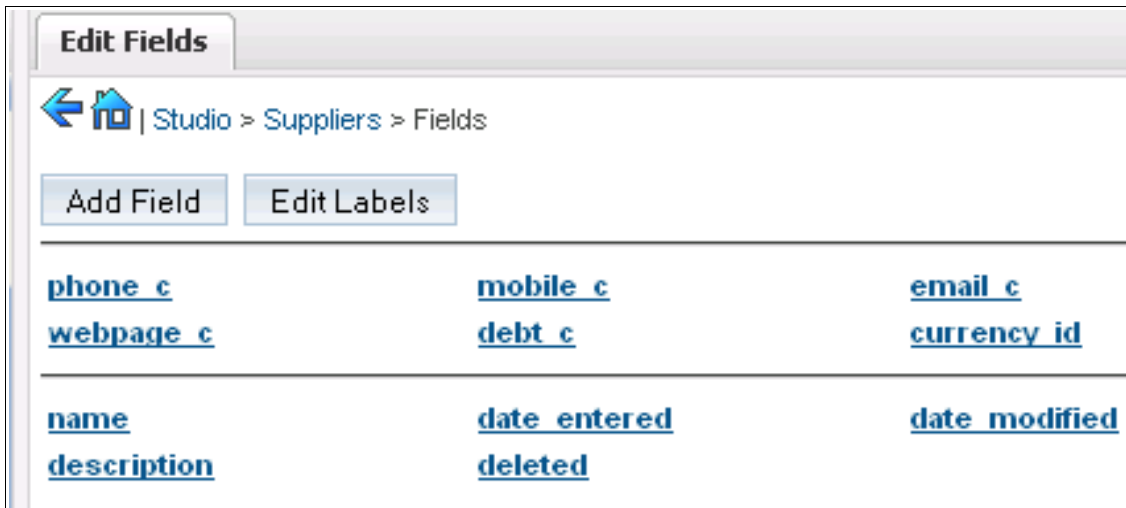 Edit Fields
| Studio > Suppliers > Fields
Add Field Edit Labels
phone_c mobile_c email_c
webpage_c debt_c currency_id
name date_entered date_modified
description deleted